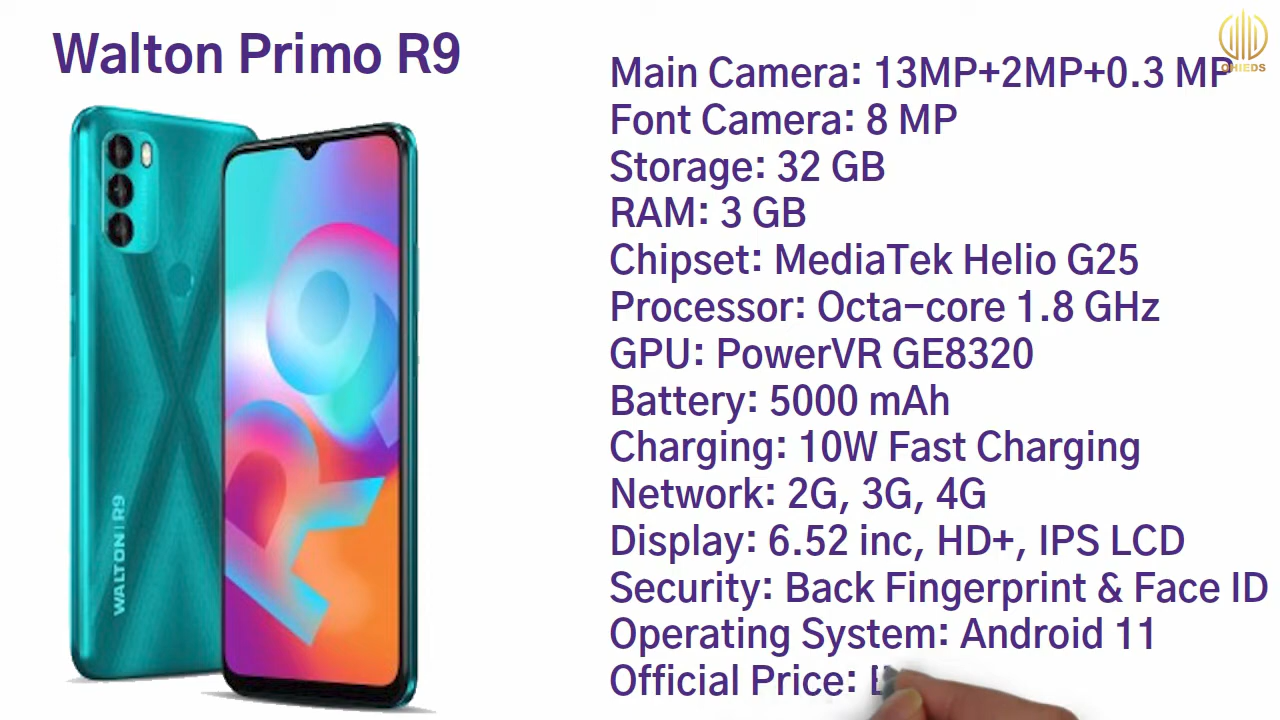 Walton Primo R9
Main Camera: 13MP+2MP+0.3 MP
Font Camera: 8 MP
Storage: 32 GB
RAM: 3 GB
Chipset: MediaTek Helio G25
Processor: Octa-core 1.8 GHz
GPU: PowerVR GE8320
Battery: 5000 mAh
Charging: 10W Fast Charging
Network: 2G, 3G, 4G
Display: 6.52 inc, HD+, IPS LCD
Security: Back Fingerprint & Face ID
Operating System: Android 11
Official Price:
WALTON | R9
R9